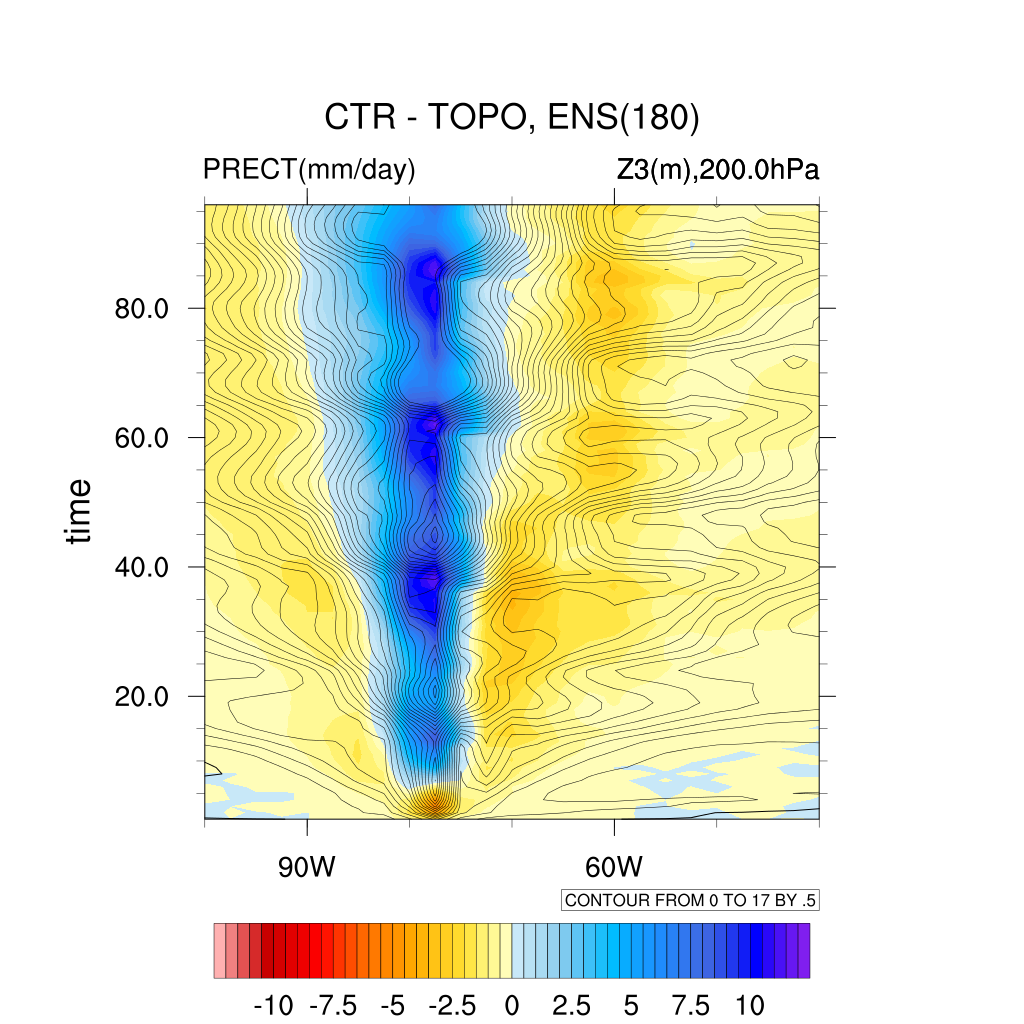 CTR - TOPO, ENS(180)
PRECT(mm/day) Z3(m),200.0hPa
80.0
60.0
time
40.0
20.0
90W 60W
CONTOUR FROM 0 TO 17 BY .5
-10 -7.5 -5 -2.5 0 2.5 5 7.5 10